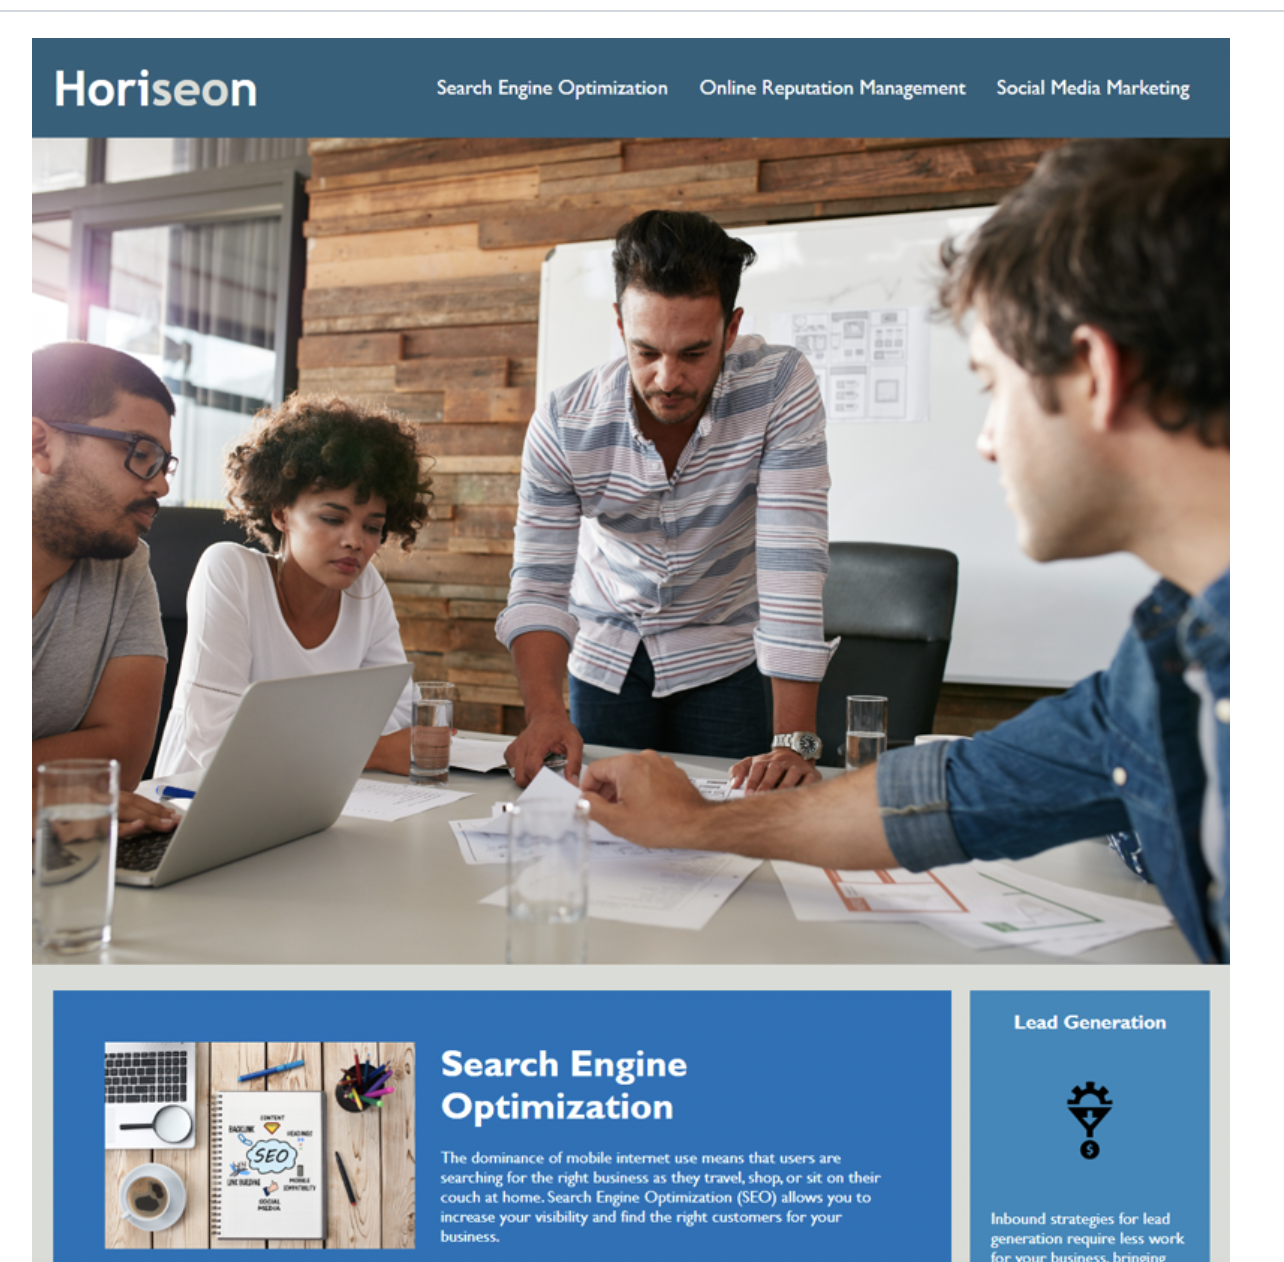 Horiseon
Search Engine Optimization
Online Reputation Management
Social Media Marketing
Search Engine
Optimization
The dominance of mobile internet use means that users are
searching for the right business as they travel, shop, or sit on their
couch at home. Search Engine Optimization (SEO) allows you to
increase your visibility and find the right customers for your
business.
CONTENT
BACKLINK
HEADINGS
SEO
LINK BUILDING
MOBILE
COMPATIBILITY
SOCIAL
MEDIA
Lead Generation
$
Inbound strategies for lead
generation require less work
for your business, bringing